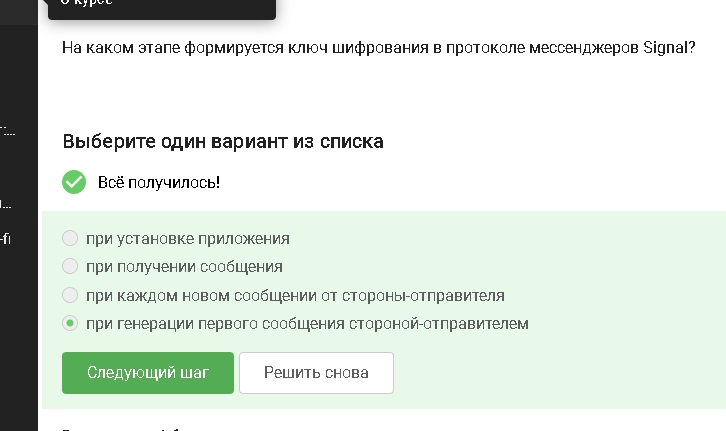 На каком этапе формируется ключ шифрования в протоколе мессенджеров Signal?
Выберите один вариант из списка
Всё получилось!
-fi
при установке приложения
при получении сообщения
при каждом новом сообщении от стороны-отправителя
при генерации первого сообщения стороной-отправителем
Следующий шаг
Решить снова